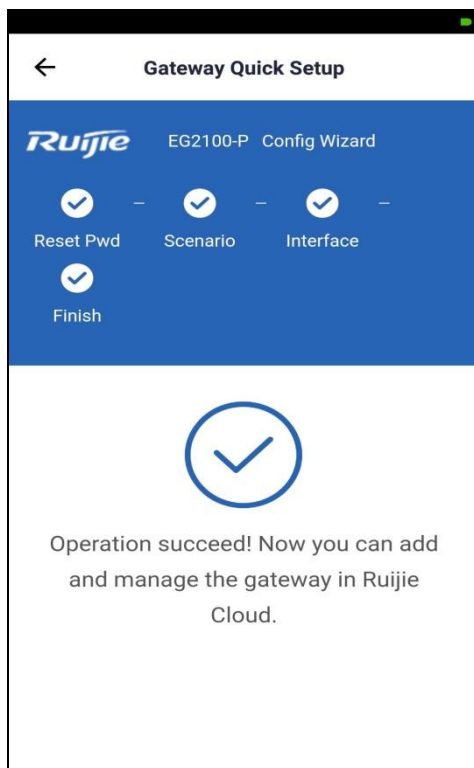 Gateway Quick Setup
Ruijie EG2100-P Config Wizard
Reset Pwd – Scenario – Interface –
Finish
Operation succeed! Now you can add
and manage the gateway in Ruijie
Cloud.